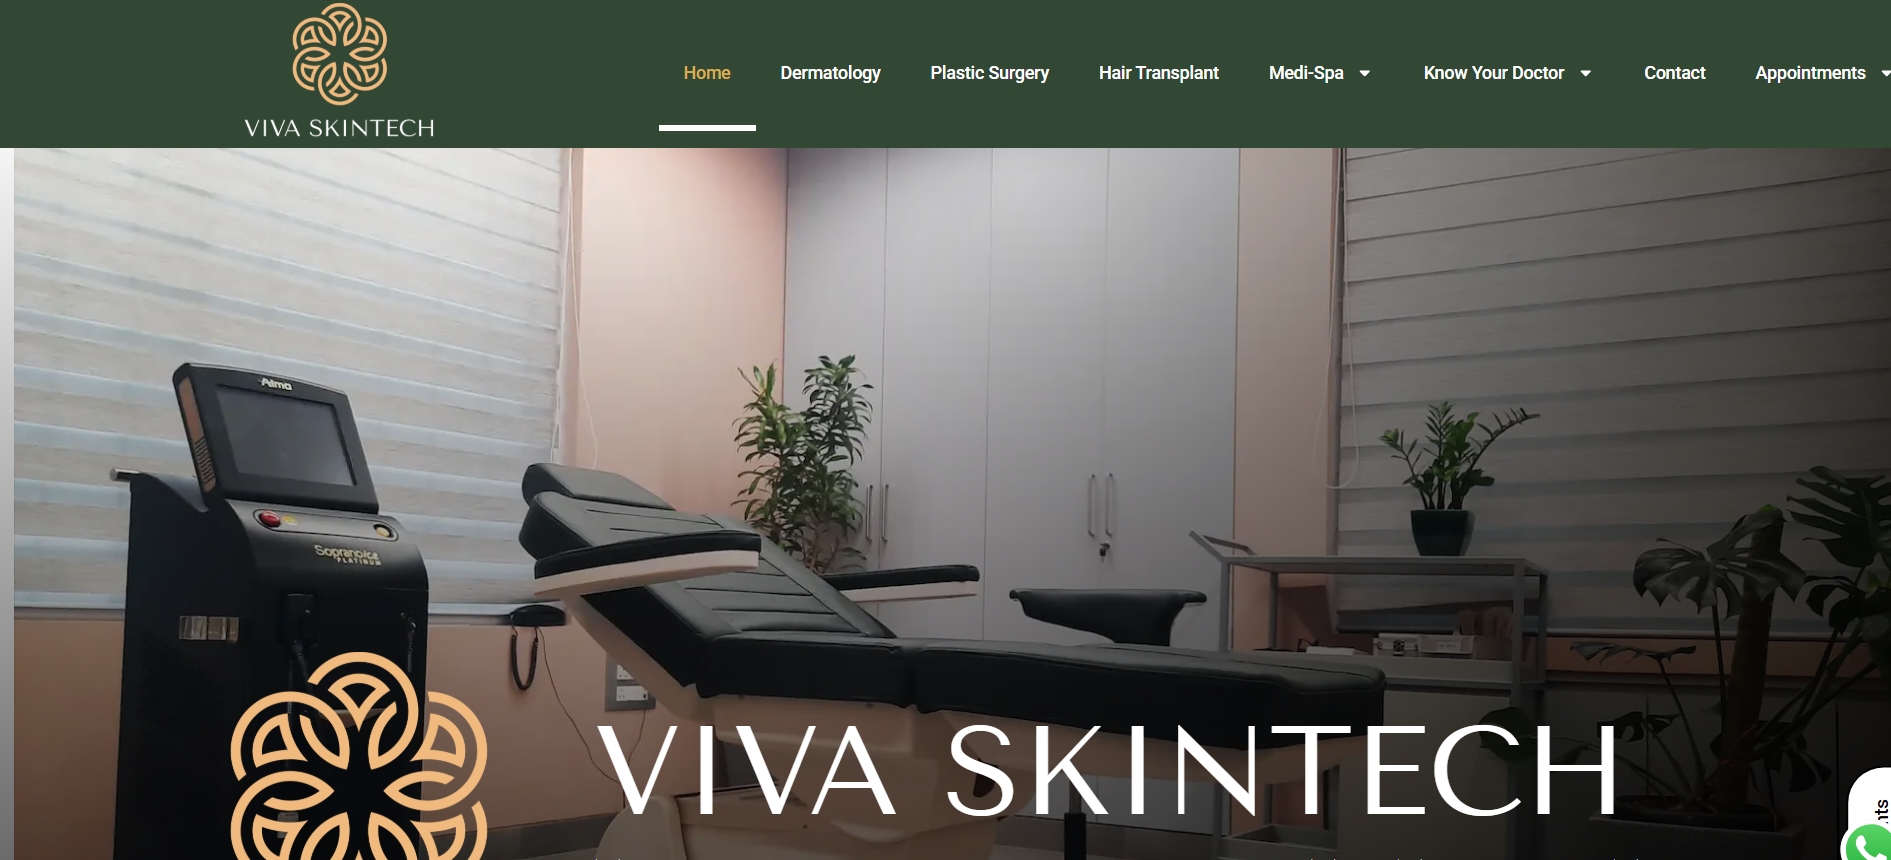 VIVA SKINTECH
Home Dermatology Plastic Surgery Hair Transplant Medi-Spa Know Your Doctor Contact Appointments
Alma
Soprano ice
PLATINUM
VIVA SKINTECH